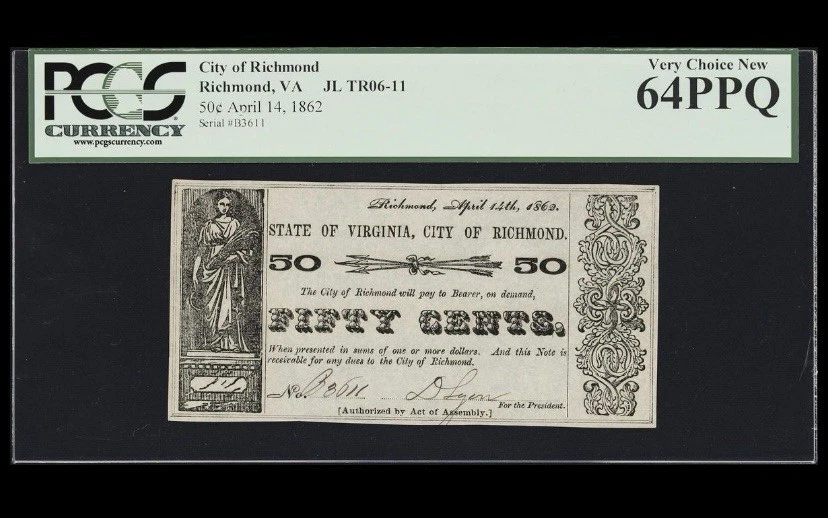 PCGS
CURRENCY
www.pcgscurrency.com
City of Richmond
Richmond, VA JL TR06-11
50¢ April 14, 1862
Serial #B3611
Very Choice New
64PPQ
Richmond, April 14th, 1862.
STATE OF VIRGINIA, CITY OF RICHMOND.
50 50
The City of Richmond will pay to Bearer, on demand,
FIFTY CENTS.
When presented in sums of one or more dollars. And this Note is
receivable for any dues to the City of Richmond.
No. B3611 D Lyon For the President.
[Authorized by Act of Assembly.]